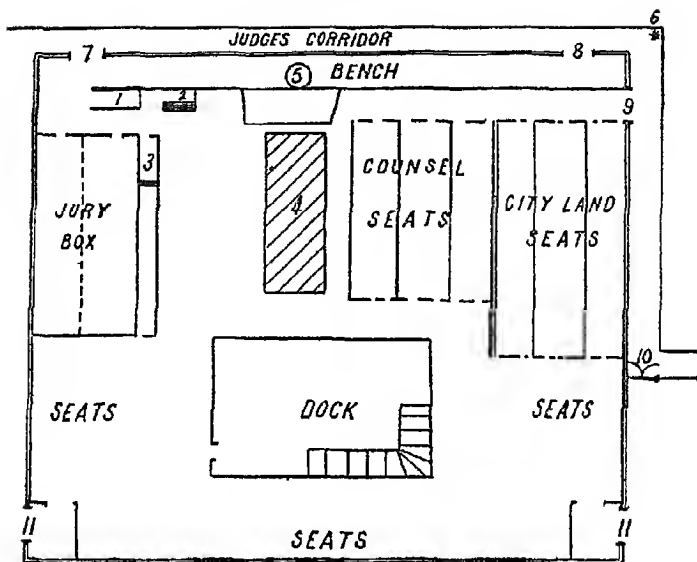 6
JUDGES CORRIDOR
7
8
5 BENCH
1
2
9
3
4
COUNSEL
SEATS
JURY
BOX
CITY LAND
SEATS
10
SEATS
DOCK
SEATS
11
SEATS
11